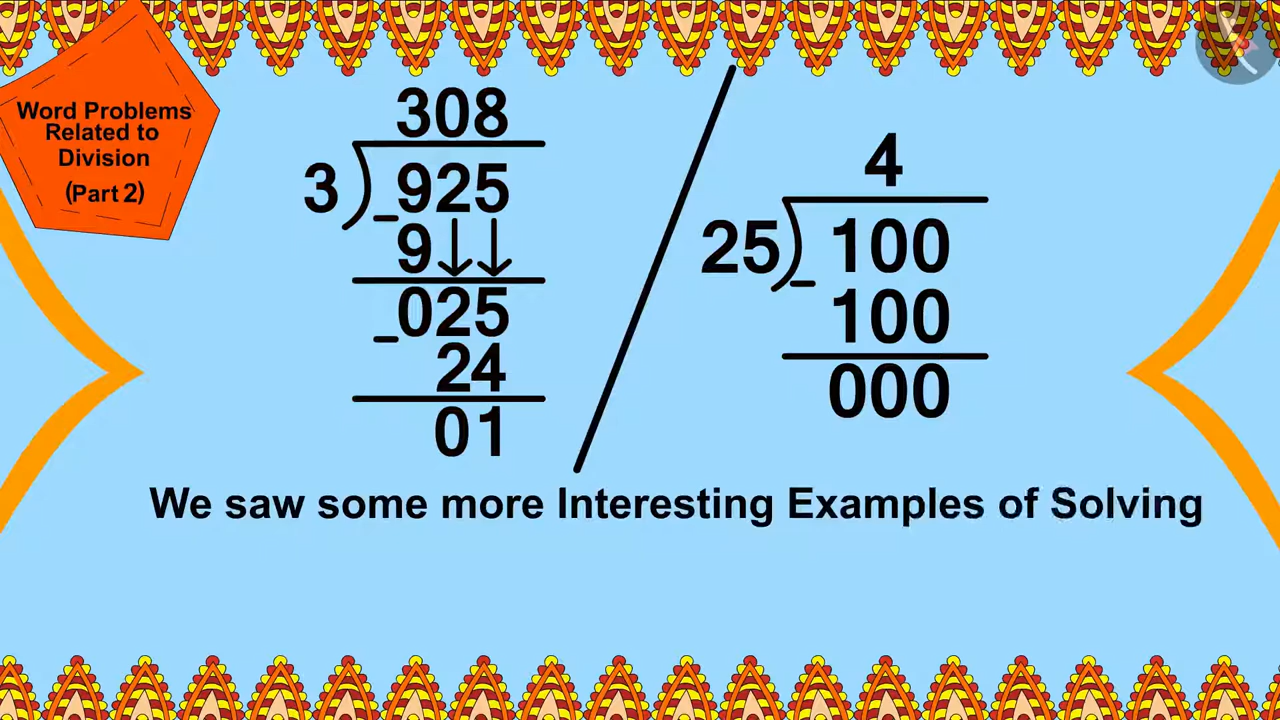 Word Problems
Related to
Division
(Part 2)
308
3)925
_
9↓↓
_025
24
01
4
25)100
_
100
000
We saw some more Interesting Examples of Solving